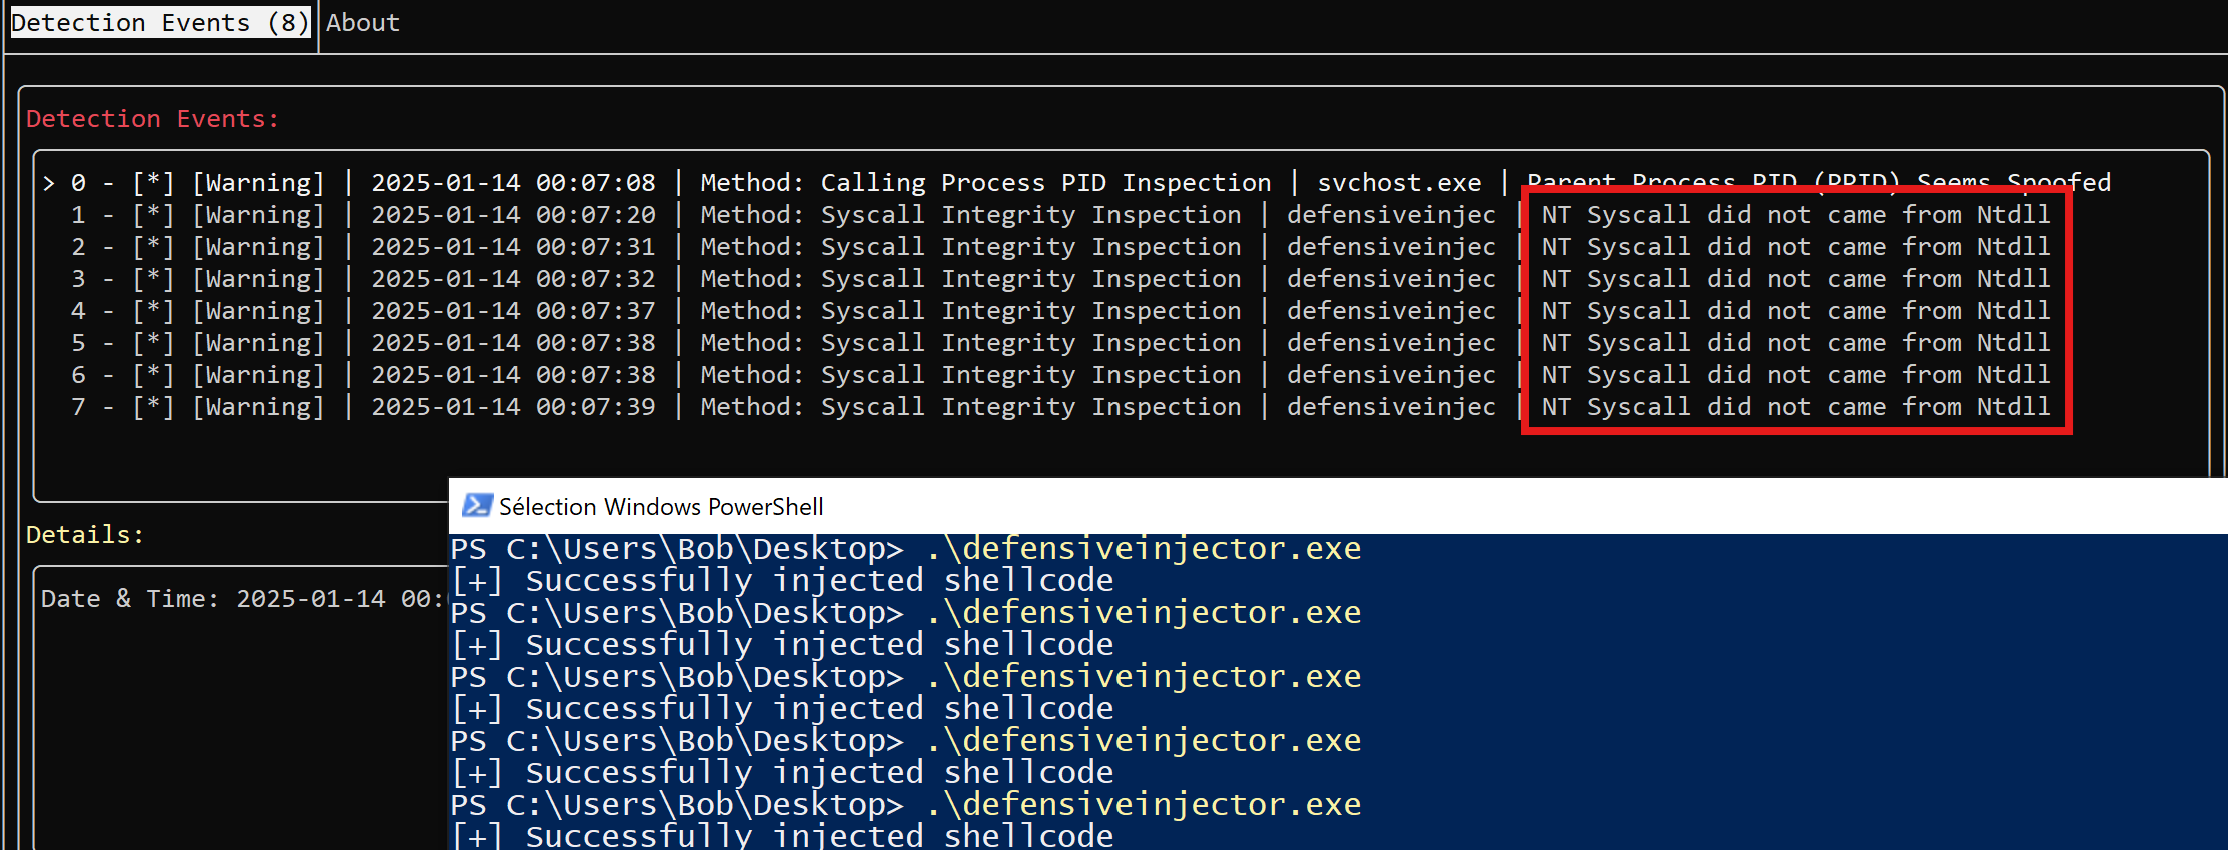 Detection Events (8) About
Detection Events:
> 0 - [*] [Warning] | 2025-01-14 00:07:08 | Method: Calling Process PID Inspection | svchost.exe | Parent Process PID (PPID) Seems Spoofed
1 - [*] [Warning] | 2025-01-14 00:07:20 | Method: Syscall Integrity Inspection | defensiveinjec | NT Syscall did not came from Ntdll
2 - [*] [Warning] | 2025-01-14 00:07:31 | Method: Syscall Integrity Inspection | defensiveinjec | NT Syscall did not came from Ntdll
3 - [*] [Warning] | 2025-01-14 00:07:32 | Method: Syscall Integrity Inspection | defensiveinjec | NT Syscall did not came from Ntdll
4 - [*] [Warning] | 2025-01-14 00:07:37 | Method: Syscall Integrity Inspection | defensiveinjec | NT Syscall did not came from Ntdll
5 - [*] [Warning] | 2025-01-14 00:07:38 | Method: Syscall Integrity Inspection | defensiveinjec | NT Syscall did not came from Ntdll
6 - [*] [Warning] | 2025-01-14 00:07:38 | Method: Syscall Integrity Inspection | defensiveinjec | NT Syscall did not came from Ntdll
7 - [*] [Warning] | 2025-01-14 00:07:39 | Method: Syscall Integrity Inspection | defensiveinjec | NT Syscall did not came from Ntdll
Details:
Date & Time: 2025-01-14 00:
Sélection Windows PowerShell
PS C:\Users\Bob\Desktop> .\defensiveinjector.exe
[+] Successfully injected shellcode
PS C:\Users\Bob\Desktop> .\defensiveinjector.exe
[+] Successfully injected shellcode
PS C:\Users\Bob\Desktop> .\defensiveinjector.exe
[+] Successfully injected shellcode
PS C:\Users\Bob\Desktop> .\defensiveinjector.exe
[+] Successfully injected shellcode
PS C:\Users\Bob\Desktop> .\defensiveinjector.exe
[+] Successfully injected shellcode